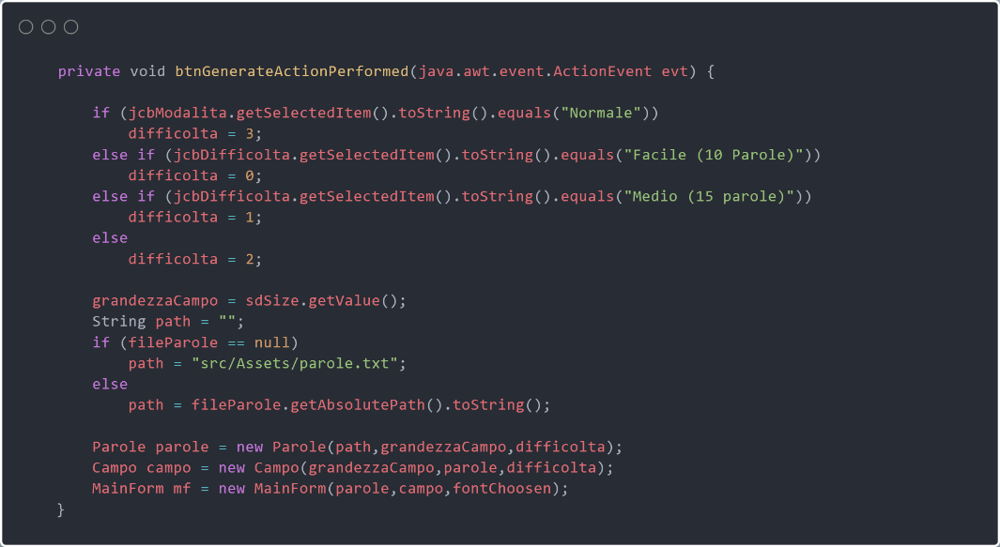 private void btnGenerateActionPerformed(java.awt.event.ActionEvent evt) {
if (jcbModalita.getSelectedItem().toString().equals("Normale"))
difficolta = 3;
else if (jcbDifficolta.getSelectedItem().toString().equals("Facile (10 Parole)"))
difficolta = 0;
else if (jcbDifficolta.getSelectedItem().toString().equals("Medio (15 parole)"))
difficolta = 1;
else
difficolta = 2;
grandezzaCampo = sdSize.getValue();
String path = "";
if (fileParole == null)
path = "src/Assets/parole.txt";
else
path = fileParole.getAbsolutePath().toString();
Parole parole = new Parole(path,grandezzaCampo,difficolta);
Campo campo = new Campo(grandezzaCampo,parole,difficolta);
MainForm mf = new MainForm(parole,campo,fontChoosen);
}